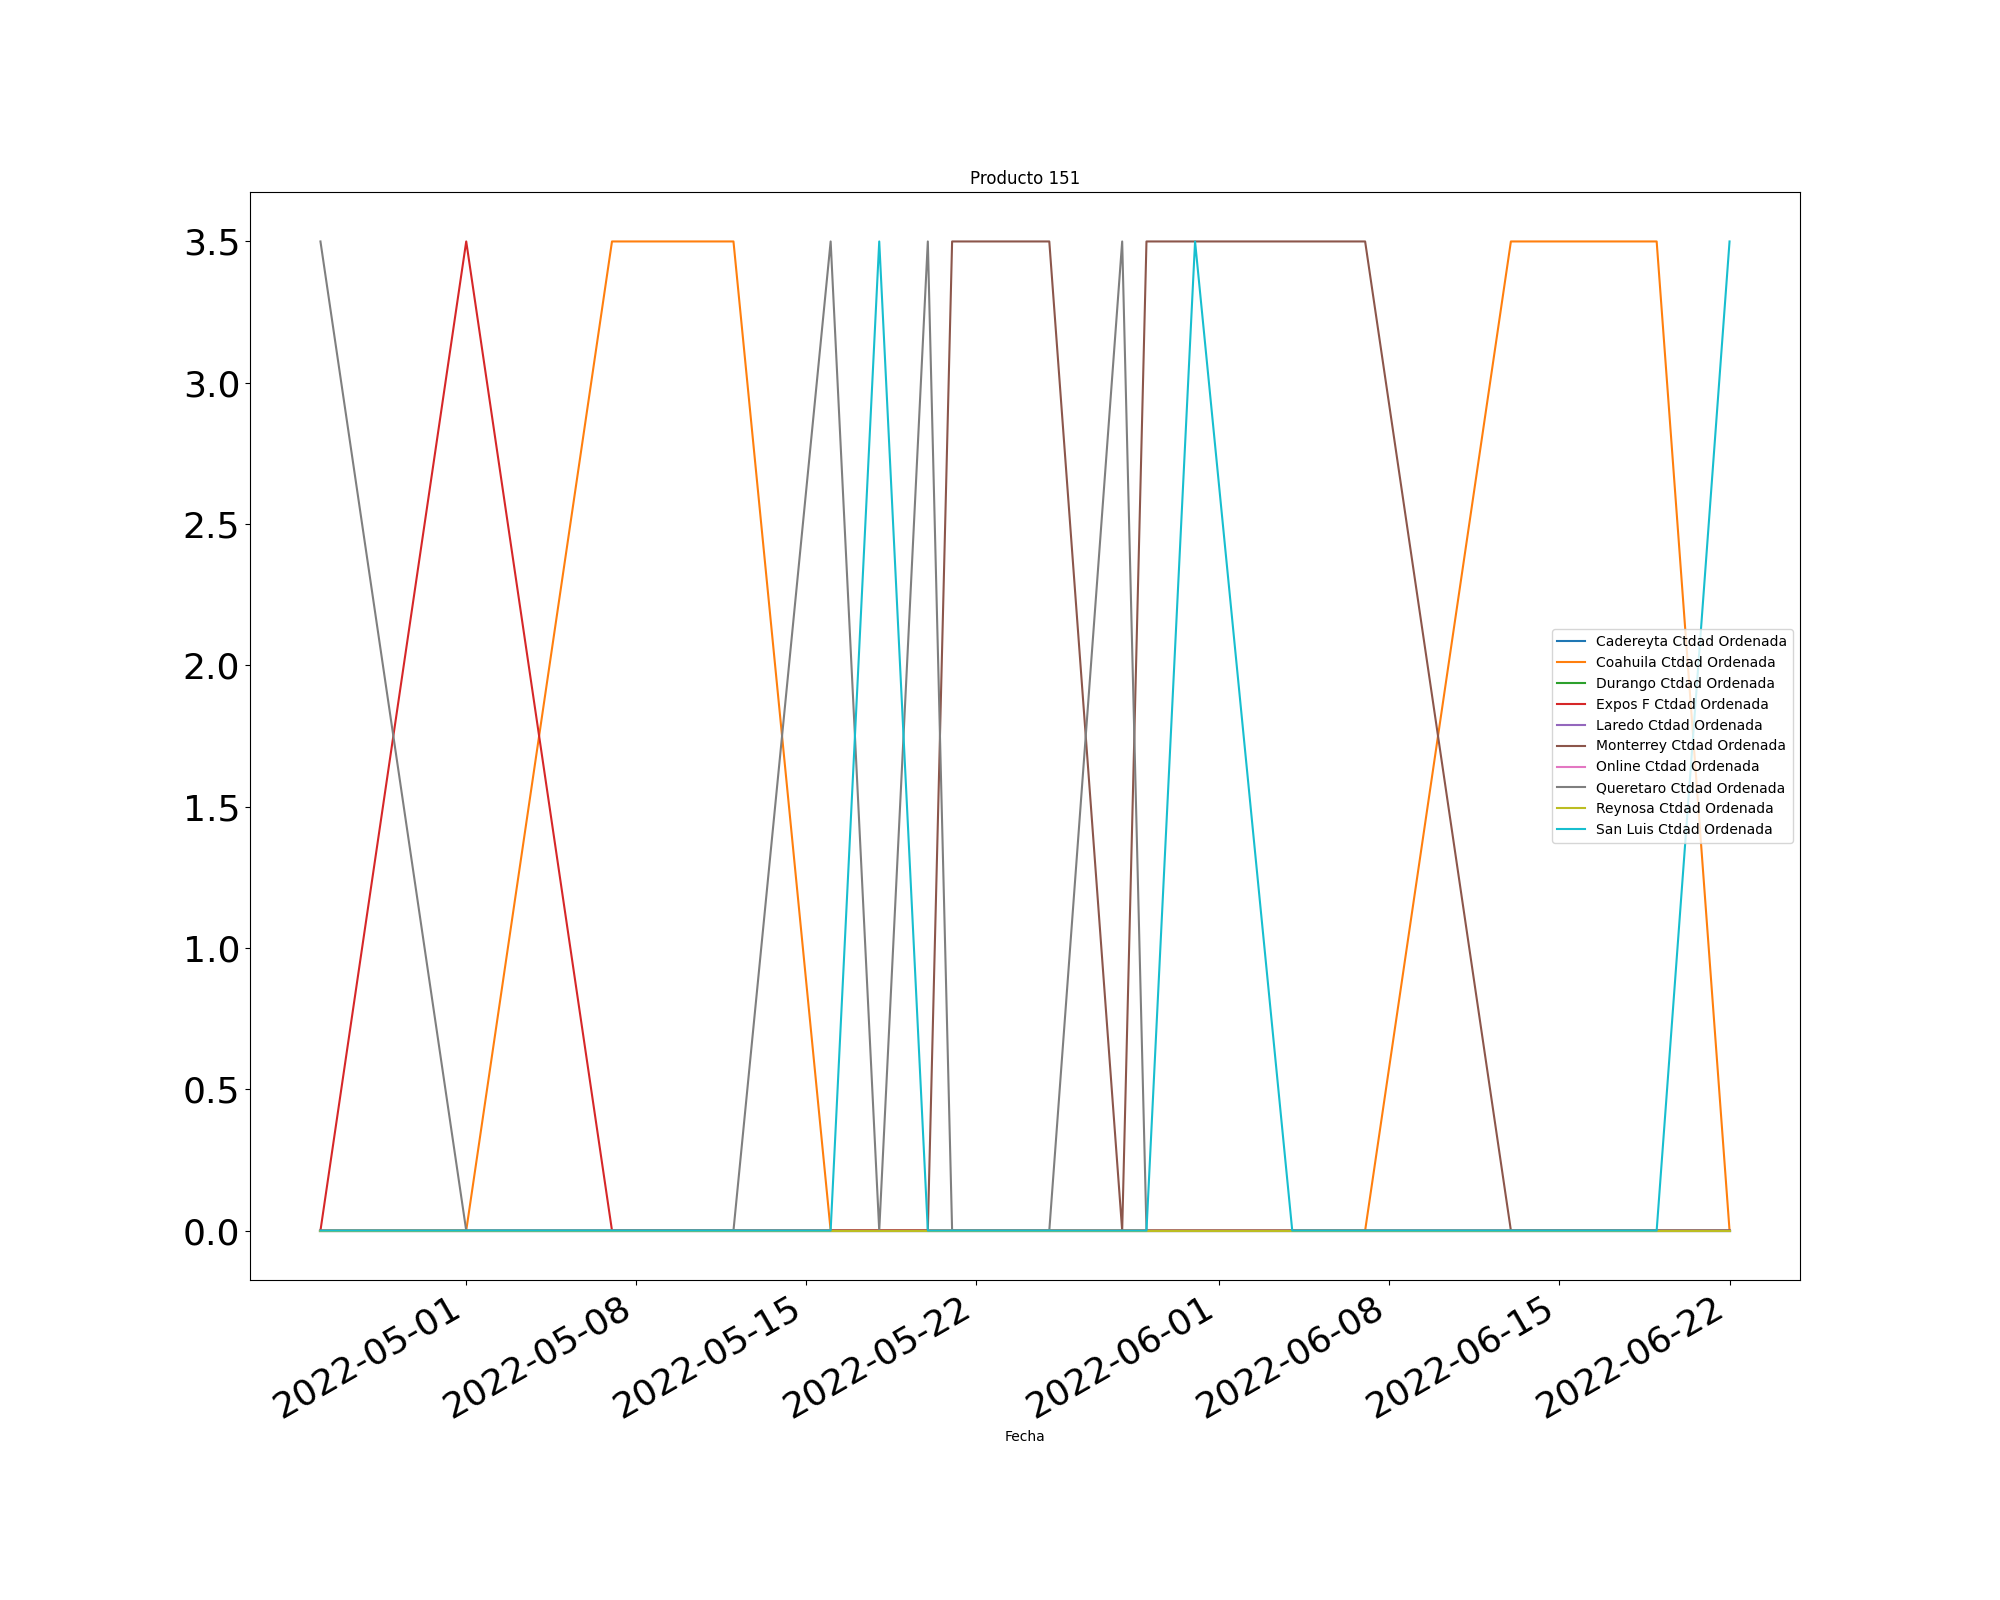 Producto 151
3.5
3.0
2.5
2.0
1.5
1.0
0.5
0.0
Cadereyta Ctdad Ordenada
Coahuila Ctdad Ordenada
Durango Ctdad Ordenada
Expos F Ctdad Ordenada
Laredo Ctdad Ordenada
Monterrey Ctdad Ordenada
Online Ctdad Ordenada
Queretaro Ctdad Ordenada
Reynosa Ctdad Ordenada
San Luis Ctdad Ordenada
2022-05-01
2022-05-08
2022-05-15
2022-05-22
2022-06-01
2022-06-08
2022-06-15
2022-06-22
Fecha